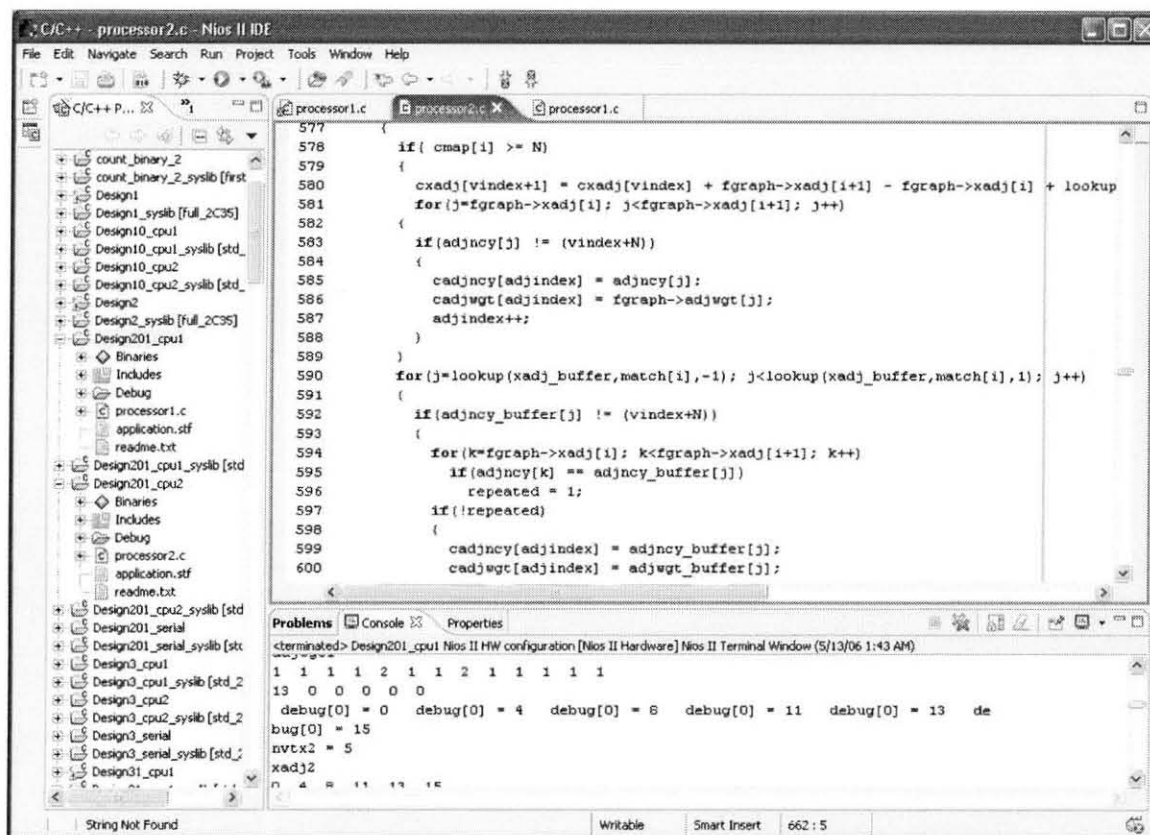 C/C++ - processor2.c - Nios II IDE
File Edit Navigate Search Run Project Tools Window Help
C/C++ P...
»1
count_binary_2
count_binary_2_syslib [first
Design1
Design1_syslib [full_2C35]
Design10_cpu1
Design10_cpu1_syslib [std_
Design10_cpu2
Design10_cpu2_syslib [std_
Design2
Design2_syslib [full_2C35]
Design201_cpu1
Binaries
Includes
Debug
processor1.c
application.stf
readme.txt
Design201_cpu1_syslib [std
Design201_cpu2
Binaries
Includes
Debug
processor2.c
application.stf
readme.txt
Design201_cpu2_syslib [std
Design201_serial
Design201_serial_syslib [stc
Design3_cpu1
Design3_cpu1_syslib [std_2
Design3_cpu2
Design3_cpu2_syslib [std_2
Design3_serial
Design3_serial_syslib [std_2
Design31_cpu1
processor1.c processor2.c processor1.c
577 {
578 if( cmap[i] >= N)
579 {
580 cxadj[vindex+1] = cxadj[vindex] + fgraph->xadj[i+1] - fgraph->xadj[i] + lookup
581 for(j=fgraph->xadj[i]; j<fgraph->xadj[i+1]; j++)
582 {
583 if(adjncy[j] != (vindex+N))
584 {
585 cadjncy[adjindex] = adjncy[j];
586 cadjwgt[adjindex] = fgraph->adjwgt[j];
587 adjindex++;
588 }
589 }
590 for(j=lookup(xadj_buffer,match[i],-1); j<lookup(xadj_buffer,match[i],1); j++)
591 {
592 if(adjncy_buffer[j] != (vindex+N))
593 {
594 for(k=fgraph->xadj[i]; k<fgraph->xadj[i+1]; k++)
595 if(adjncy[k] == adjncy_buffer[j])
596 repeated = 1;
597 if(!repeated)
598 {
599 cadjncy[adjindex] = adjncy_buffer[j];
600 cadjwgt[adjindex] = adjwgt_buffer[j];
Problems Console Properties
<terminated> Design201_cpu1 Nios II HW configuration [Nios II Hardware] Nios II Terminal Window (5/13/06 1:43 AM)
1 1 1 1 2 1 1 2 1 1 1 1 1
13 0 0 0 0 0
debug[0] = 0 debug[0] = 4 debug[0] = 8 debug[0] = 11 debug[0] = 13 de
bug[0] = 15
nvtx2 = 5
xadj2
0 4 8 11 13 15
String Not Found
Writable
Smart Insert
662 : 5